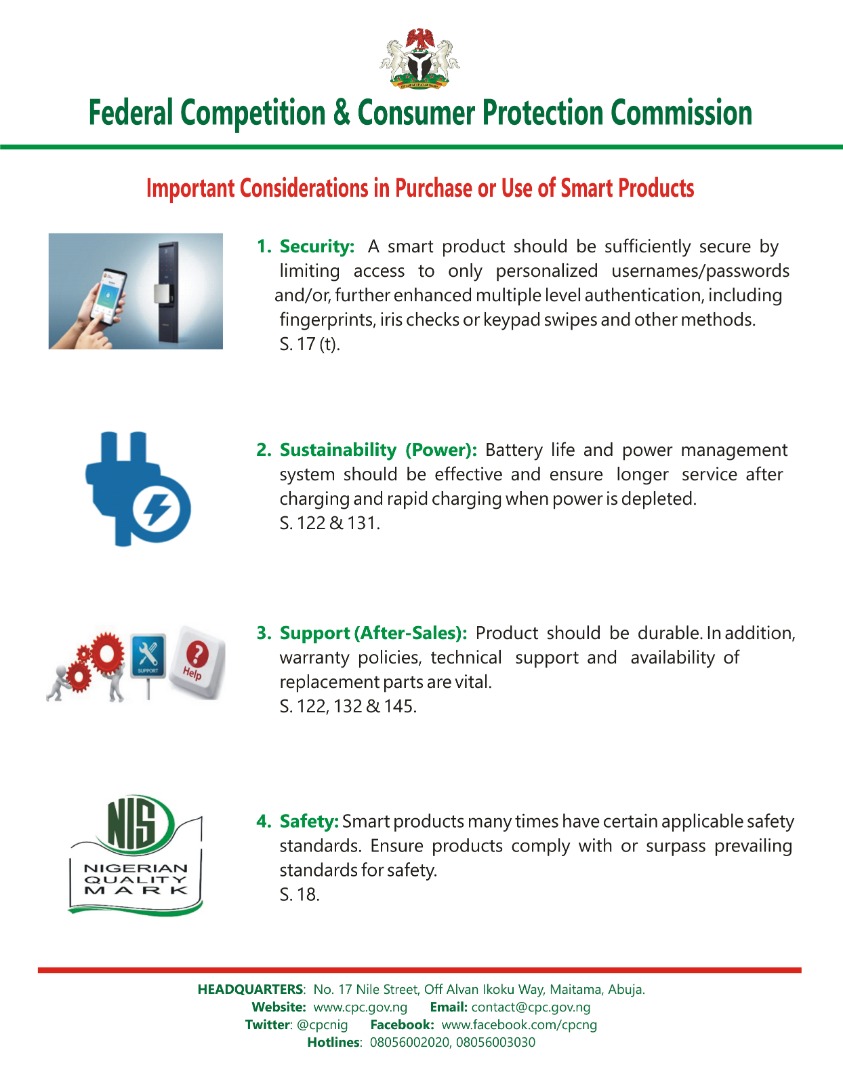 Federal Competition & Consumer Protection Commission
Important Considerations in Purchase or Use of Smart Products
1. Security: A smart product should be sufficiently secure by
limiting access to only personalized usernames/passwords
and/or, further enhanced multiple level authentication, including
fingerprints, iris checks or keypad swipes and other methods.
S. 17 (t).
2. Sustainability (Power): Battery life and power management
system should be effective and ensure longer service after
charging and rapid charging when power is depleted.
S. 122 & 131.
SUPPORT
?
Help
3. Support (After-Sales): Product should be durable. In addition,
warranty policies, technical support and availability of
replacement parts are vital.
S. 122, 132 & 145.
NIS
NIGERIAN
QUALITY
MARK
4. Safety: Smart products many times have certain applicable safety
standards. Ensure products comply with or surpass prevailing
standards for safety.
S. 18.
HEADQUARTERS: No. 17 Nile Street, Off Alvan Ikoku Way, Maitama, Abuja.
Website: www.cpc.gov.ng Email: contact@cpc.gov.ng
Twitter: @cpcnig Facebook: www.facebook.com/cpcng
Hotlines: 08056002020, 08056003030